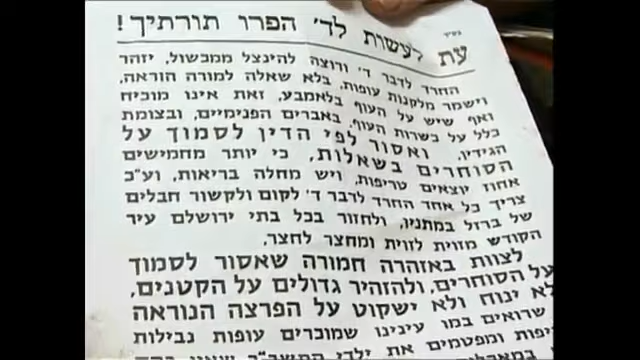 בס״ד
עת לעשות לד׳ הפרו תורתיך !
החרד לדבר ד׳ ורוצה להינצל ממכשול, יזהר
וישמר מלקנות עופות, בלא שאלה למורה הוראה,
ואף שיש על העוף בלאמבע, זאת אינו מוכיח
כלל על כשרות העוף, באברים הפנימיים, ובצומת
הגידין, ואסור לפי הדין לסמוך על
הסוחרים בשאלות, כי יותר מחמישים
אחוז יוצאים טריפות, ויש מחלה בריאות, וע״כ
צריך כל אחד החרד לדבר ד׳ לקום ולקשור חבלים
של ברזל במתניו, ולחזור בכל בתי ירושלם עיר
הקודש מזוית לזוית ומחצר לחצר,
לצוות באזהרה חמורה שאסור לסמוך
על הסוחרים, ולהזהיר גדולים על הקטנים,
לא ינוח ולא ישקוט על הפרצה הנוראה
שרואים במו עינינו שמוכרים עופות נבילות
ומפטמים את ילדי